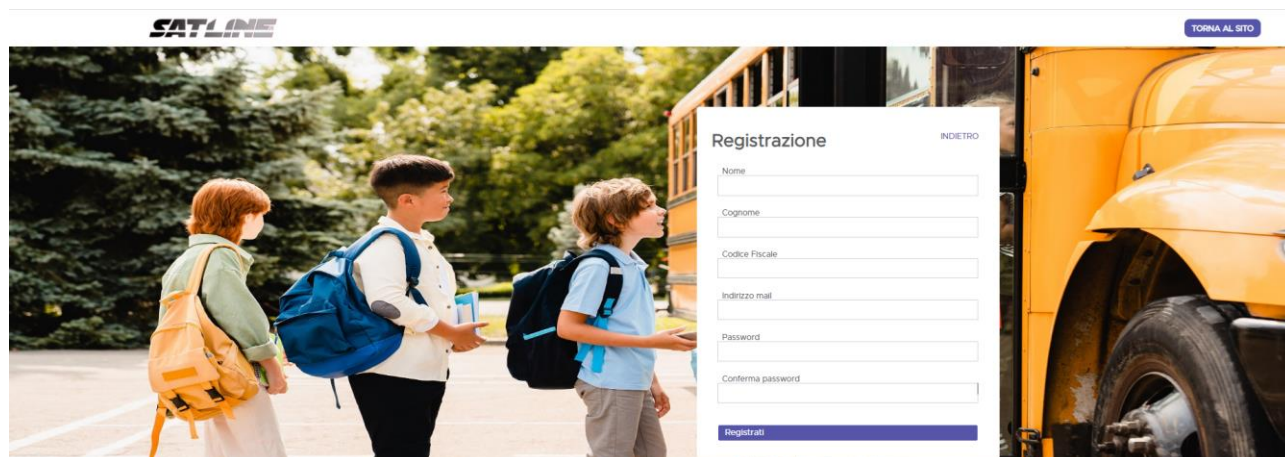 SATLINE
TORNA AL SITO
Registrazione
INDIETRO
Nome
Cognome
Codice Fiscale
Indirizzo mail
Password
Conferma password
Registrati